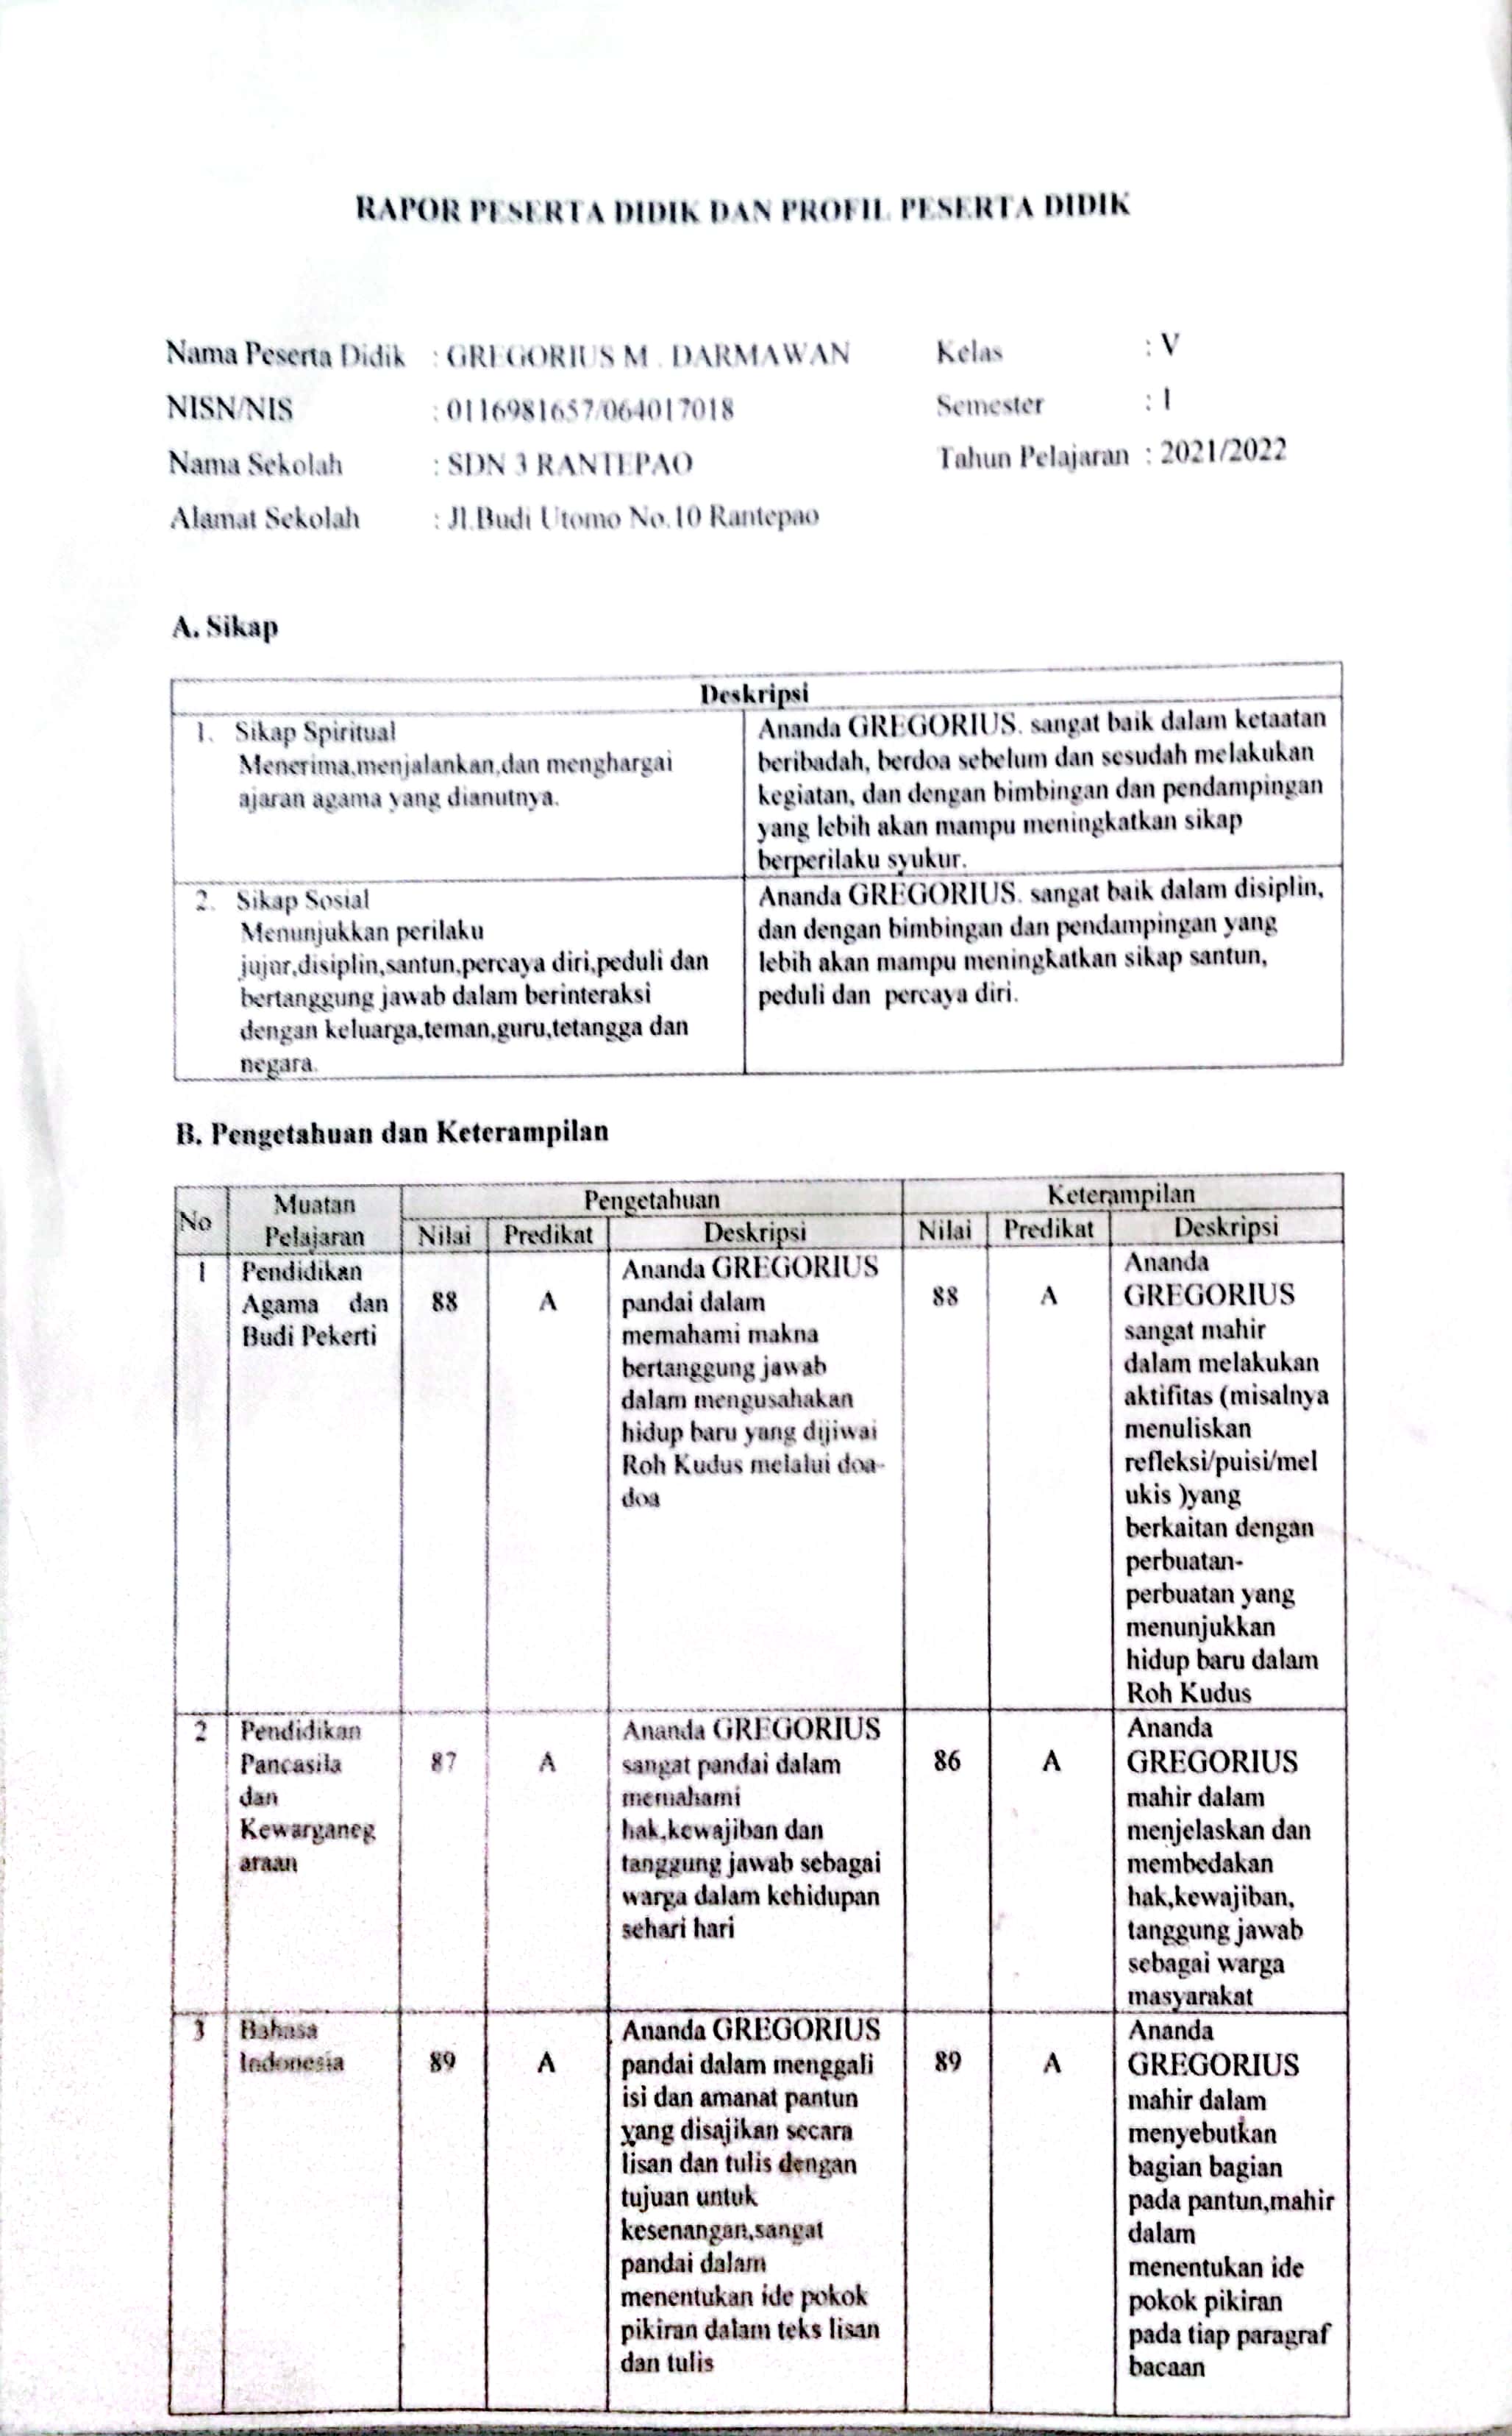 RAPOR PESERTA DIDIK DAN PROFIL PESERTA DIDIK
Nama Peserta Didik : GREGORIUS M. DARMAWAN Kelas : V
NISN/NIS : 0116981657/064017018 Semester : I
Nama Sekolah : SDN 3 RANTEPAO Tahun Pelajaran : 2021/2022
Alamat Sekolah : Jl.Budi Utomo No.10 Rantepao
A. Sikap
Deskripsi
1. Sikap Spiritual
Menerima,menjalankan,dan menghargai
ajaran agama yang dianutnya.
Ananda GREGORIUS. sangat baik dalam ketaatan
beribadah, berdoa sebelum dan sesudah melakukan
kegiatan, dan dengan bimbingan dan pendampingan
yang lebih akan mampu meningkatkan sikap
berperilaku syukur.
2. Sikap Sosial
Menunjukkan perilaku
jujur,disiplin,santun,percaya diri,peduli dan
bertanggung jawab dalam berinteraksi
dengan keluarga,teman,guru,tetangga dan
negara.
Ananda GREGORIUS. sangat baik dalam disiplin,
dan dengan bimbingan dan pendampingan yang
lebih akan mampu meningkatkan sikap santun,
peduli dan percaya diri.
B. Pengetahuan dan Keterampilan
No
Muatan
Pelajaran
Pengetahuan
Keterampilan
Nilai Predikat Deskripsi Nilai Predikat Deskripsi
1
Pendidikan
Agama dan
Budi Pekerti
88
A
Ananda GREGORIUS
pandai dalam
memahami makna
bertanggung jawab
dalam mengusahakan
hidup baru yang dijiwai
Roh Kudus melalui doa-
doa
88
A
Ananda
GREGORIUS
sangat mahir
dalam melakukan
aktifitas (misalnya
menuliskan
refleksi/puisi/mel
ukis )yang
berkaitan dengan
perbuatan-
perbuatan yang
menunjukkan
hidup baru dalam
Roh Kudus
2
Pendidikan
Pancasila
dan
Kewarganeg
araan
87
A
Ananda GREGORIUS
sangat pandai dalam
memahami
hak,kewajiban dan
tanggung jawab sebagai
warga dalam kehidupan
sehari hari
86
A
Ananda
GREGORIUS
mahir dalam
menjelaskan dan
membedakan
hak,kewajiban,
tanggung jawab
sebagai warga
masyarakat
3
Bahasa
Indonesia
89
A
Ananda GREGORIUS
pandai dalam menggali
isi dan amanat pantun
yang disajikan secara
lisan dan tulis dengan
tujuan untuk
kesenangan,sangat
pandai dalam
menentukan ide pokok
pikiran dalam teks lisan
dan tulis
89
A
Ananda
GREGORIUS
mahir dalam
menyebutkan
bagian bagian
pada pantun,mahir
dalam
menentukan ide
pokok pikiran
pada tiap paragraf
bacaan